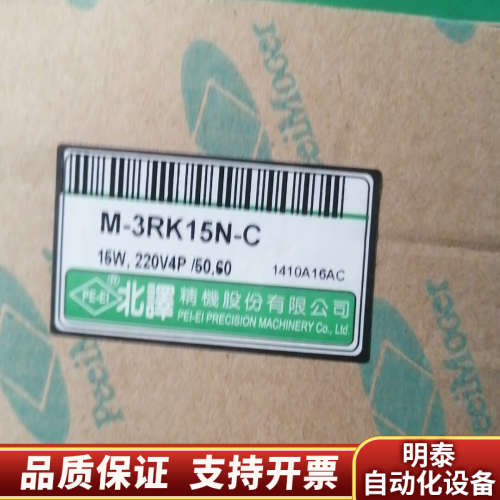 PeiMocer
M-3RK15N-C
15W, 220V4P /50,60
1410A16AC
PE-EI
®
北譯 精機股份有限公司
PEI-EI PRECISION MACHINERY Co., Ltd
PeiMocer
品质保证 支持开票
明泰
自动化设备